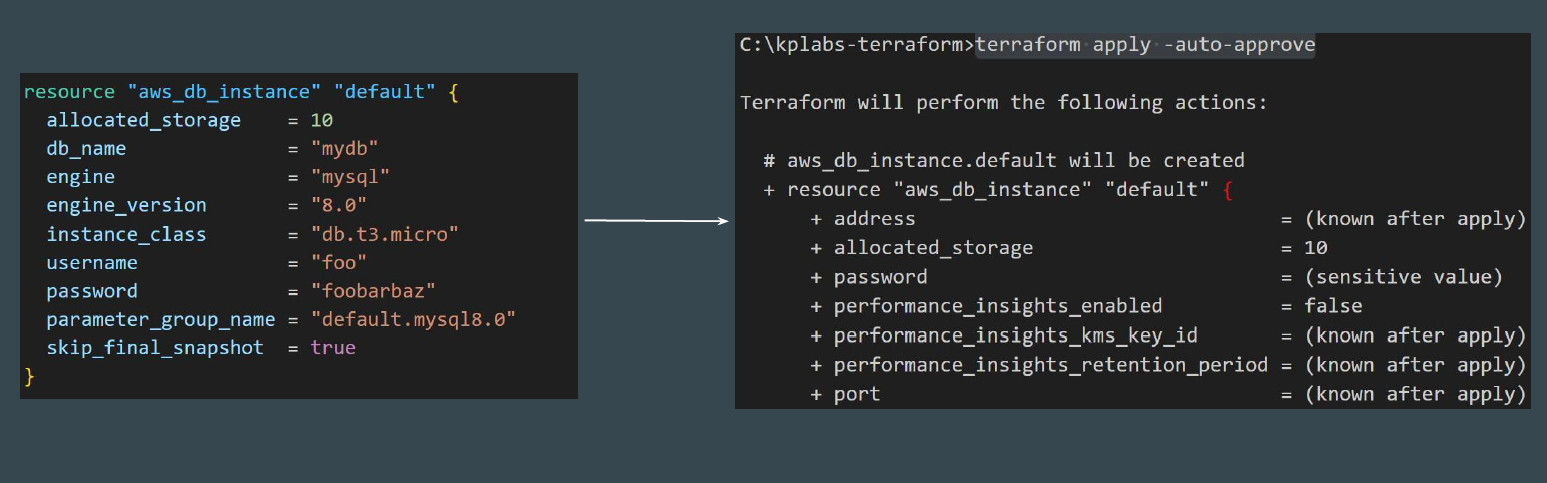 resource "aws_db_instance" "default" {
  allocated_storage    = 10
  db_name              = "mydb"
  engine               = "mysql"
  engine_version       = "8.0"
  instance_class       = "db.t3.micro"
  username             = "foo"
  password             = "foobarbaz"
  parameter_group_name = "default.mysql8.0"
  skip_final_snapshot  = true
}
C:\kplabs-terraform>terraform apply -auto-approve
Terraform will perform the following actions:
  # aws_db_instance.default will be created
  + resource "aws_db_instance" "default" {
      + address                               = (known after apply)
      + allocated_storage                     = 10
      + password                              = (sensitive value)
      + performance_insights_enabled          = false
      + performance_insights_kms_key_id       = (known after apply)
      + performance_insights_retention_period = (known after apply)
      + port                                  = (known after apply)